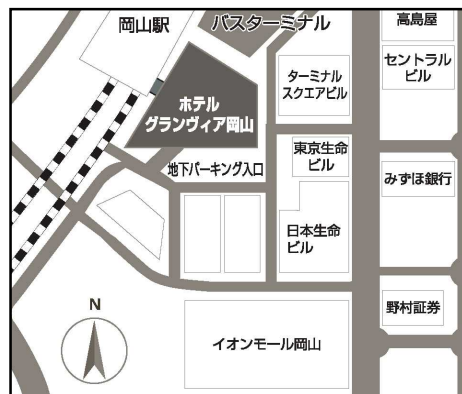 岡山駅
バスターミナル
高島屋
セントラル
ビル
ターミナル
スクエアビル
ホテル
グランヴィア岡山
東京生命
ビル
地下パーキング入口
みずほ銀行
日本生命
ビル
N
野村証券
イオンモール岡山